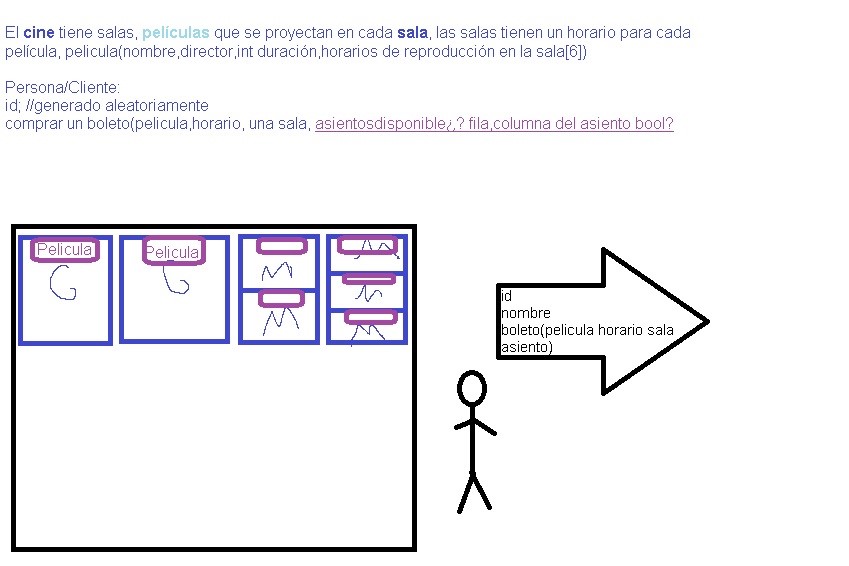 El cine tiene salas, películas que se proyectan en cada sala, las salas tienen un horario para cada
película, pelicula(nombre,director,int duración,horarios de reproducción en la sala[6])
Persona/Cliente:
id; //generado aleatoriamente
comprar un boleto(pelicula,horario, una sala, asientosdisponible¿,? fila,columna del asiento bool?
Pelicula
Pelicula
G
G
M
M
M
M
M
id
nombre
boleto(pelicula horario sala
asiento)